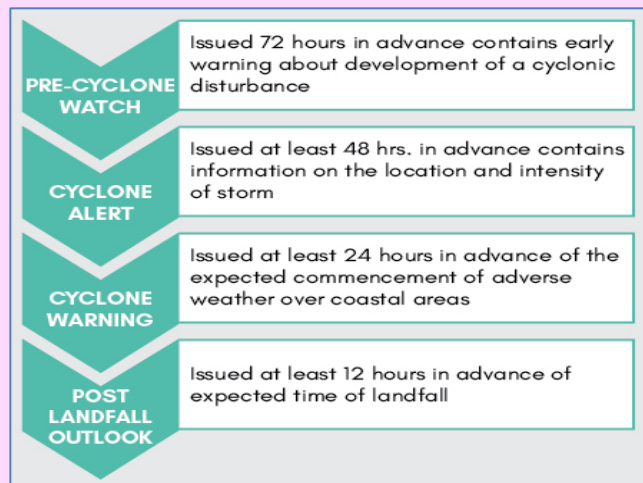 PRE-CYCLONE
WATCH
Issued 72 hours in advance contains early
warning about development of a cyclonic
disturbance
CYCLONE
ALERT
Issued at least 48 hrs. in advance contains
information on the location and intensity
of storm
CYCLONE
WARNING
Issued at least 24 hours in advance of the
expected commencement of adverse
weather over coastal areas
POST
LANDFALL
OUTLOOK
Issued at least 12 hours in advance of
expected time of landfall